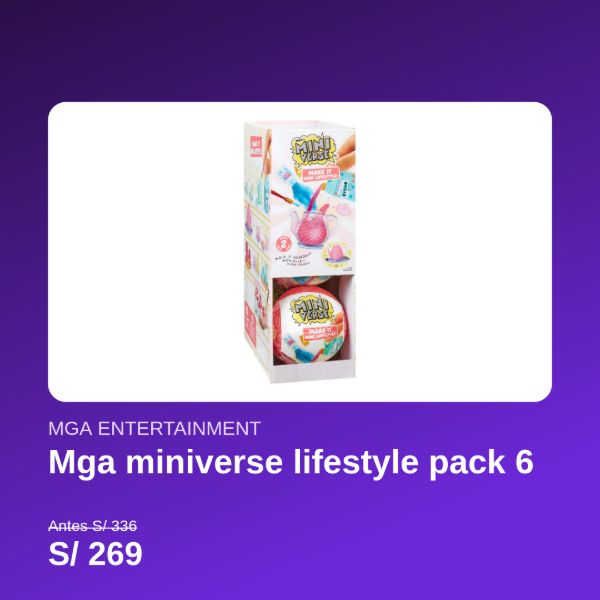 MINI
VERSE
MAKE IT
MINI LIFESTYLE
2
MINI
VERSE
MAKE IT
MINI LIFESTYLE
MGA ENTERTAINMENT
Mga miniverse lifestyle pack 6
Antes S/ 336
S/ 269